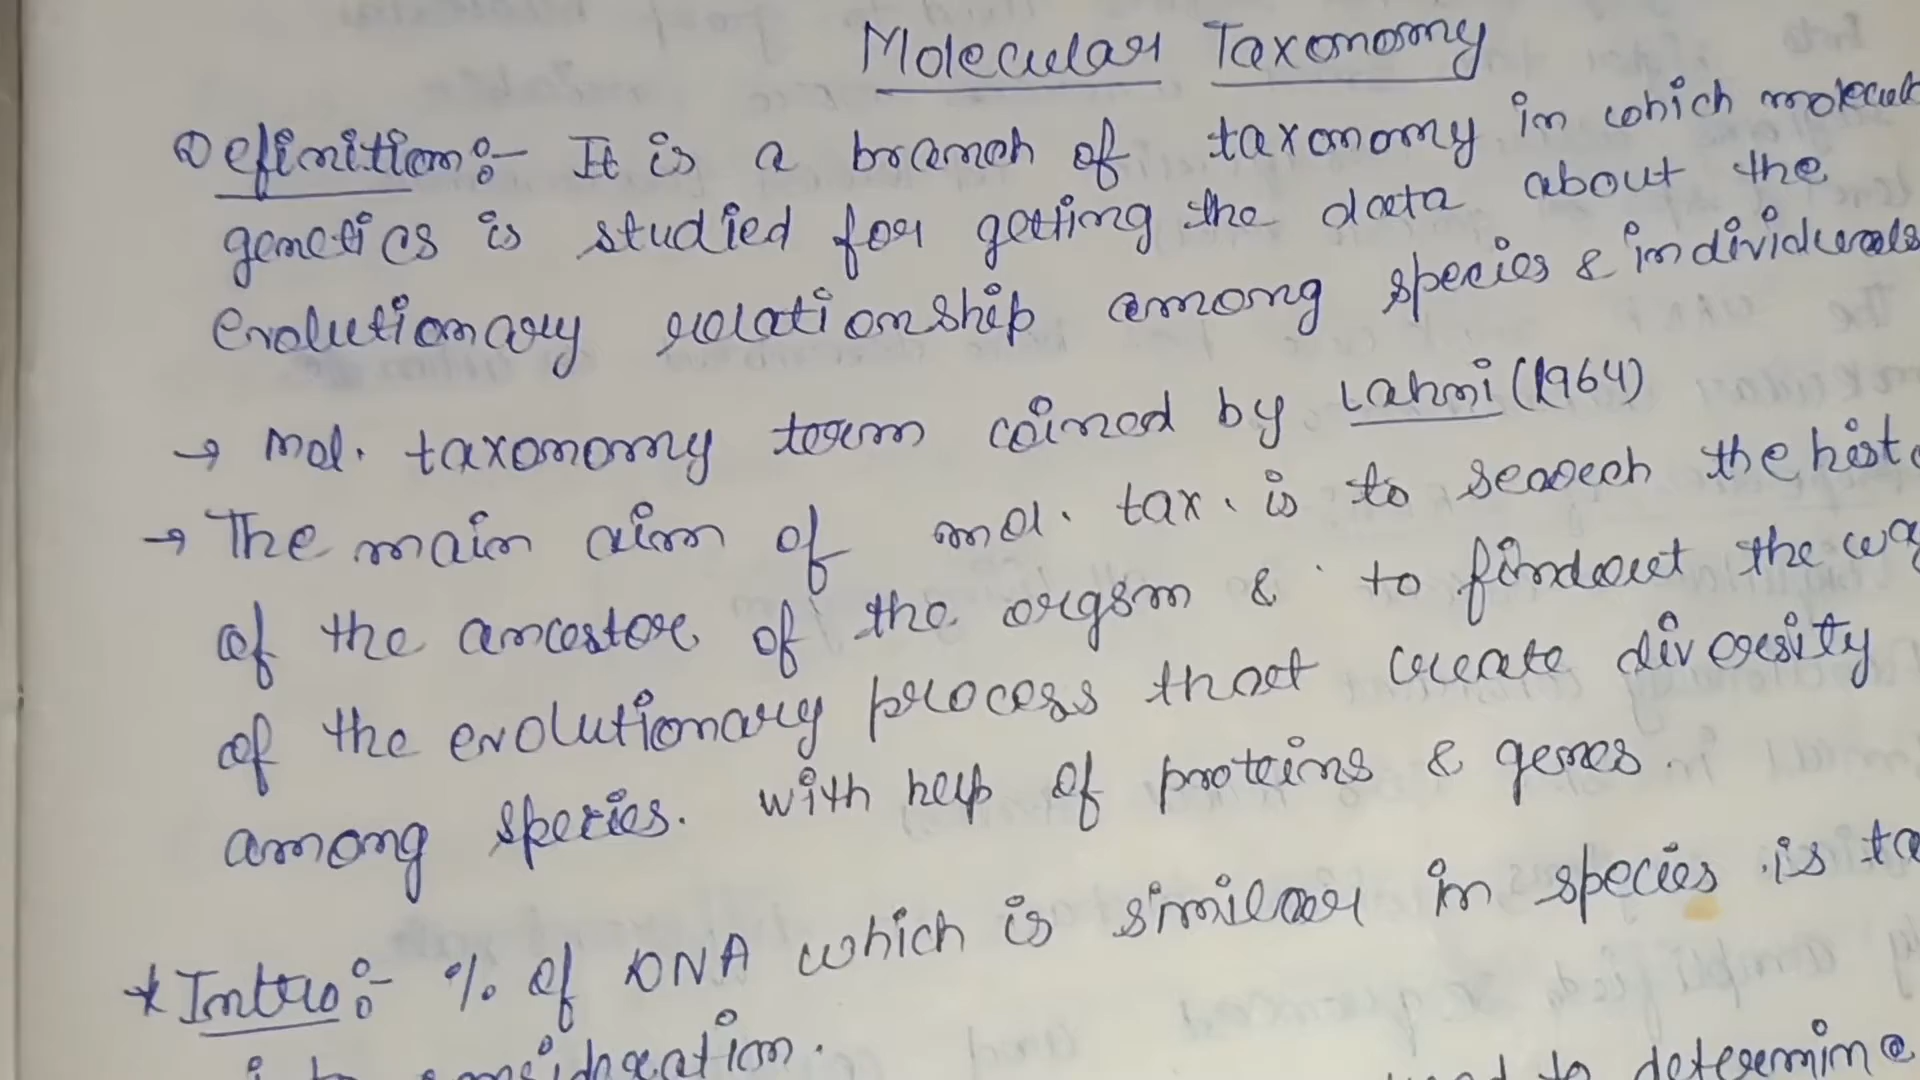 Molecular Taxonomy
Definition:- It is a branch of taxonomy in which molecul
genetics is studied for getting the data about the
evolutionary relationship among species & individuals
→ mol. taxonomy term coined by Lahni (1964)
→ The main aim of mol. tax. is to search the hist
of the ancestor of the orgsm & to findout the wa
of the evolutionary process that create diversity
among species. with help of proteins & genes.
* Intro:- % of DNA which is similar in species is ta
consideration.
to determine